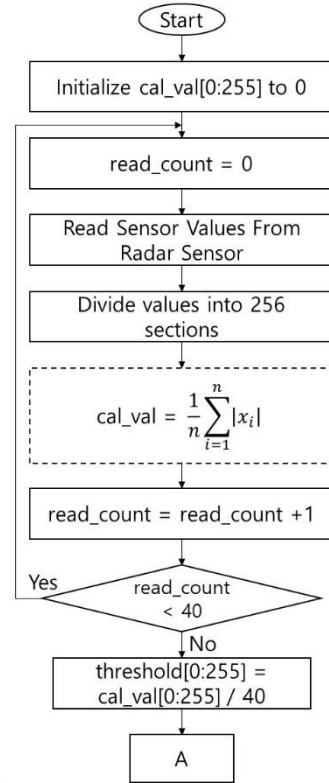 Start
Initialize cal_val[0:255] to 0
read_count = 0
Read Sensor Values From
Radar Sensor
Divide values into 256
sections
cal_val = \frac{1}{n}\sum_{i=1}^{n}|x_i|
read_count = read_count +1
Yes
read_count
< 40
No
threshold[0:255] =
cal_val[0:255] / 40
A